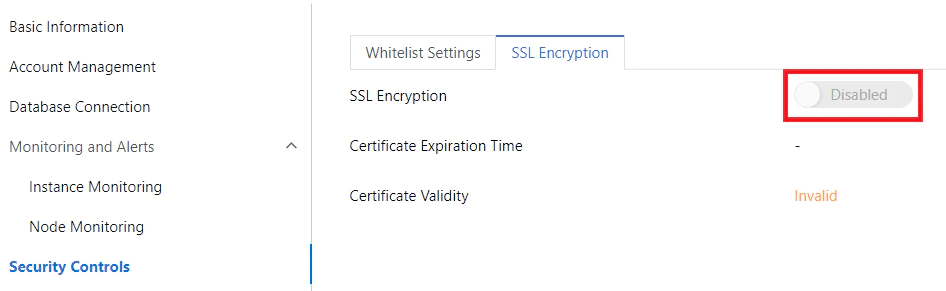 Basic Information
Account Management
Database Connection
Monitoring and Alerts
Instance Monitoring
Node Monitoring
Security Controls
Whitelist Settings
SSL Encryption
SSL Encryption
Disabled
Certificate Expiration Time
-
Certificate Validity
Invalid